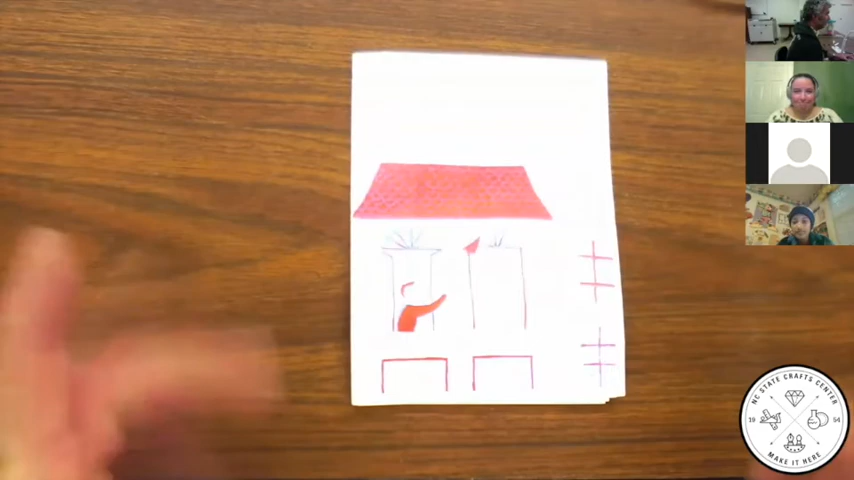 NC STATE CRAFTS CENTER
19 54
MAKE IT HERE